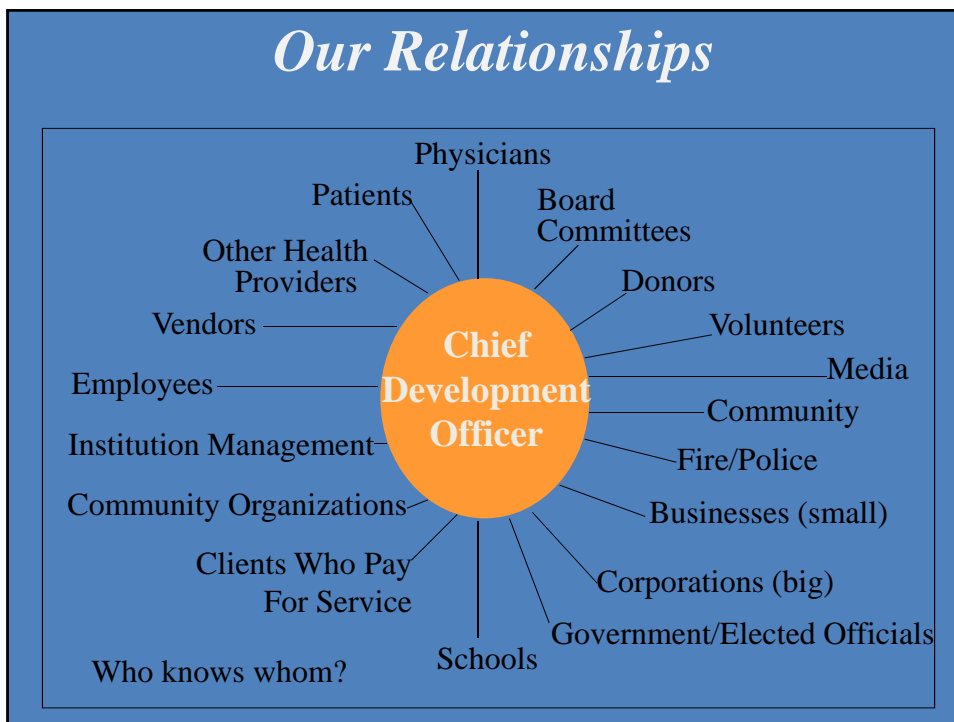 Our Relationships
Physicians
Patients
Board
Committees
Other Health
Providers
Donors
Vendors
Volunteers
Chief
Development
Officer
Media
Employees
Community
Institution Management
Fire/Police
Community Organizations
Businesses (small)
Clients Who Pay
For Service
Corporations (big)
Government/Elected Officials
Schools
Who knows whom?